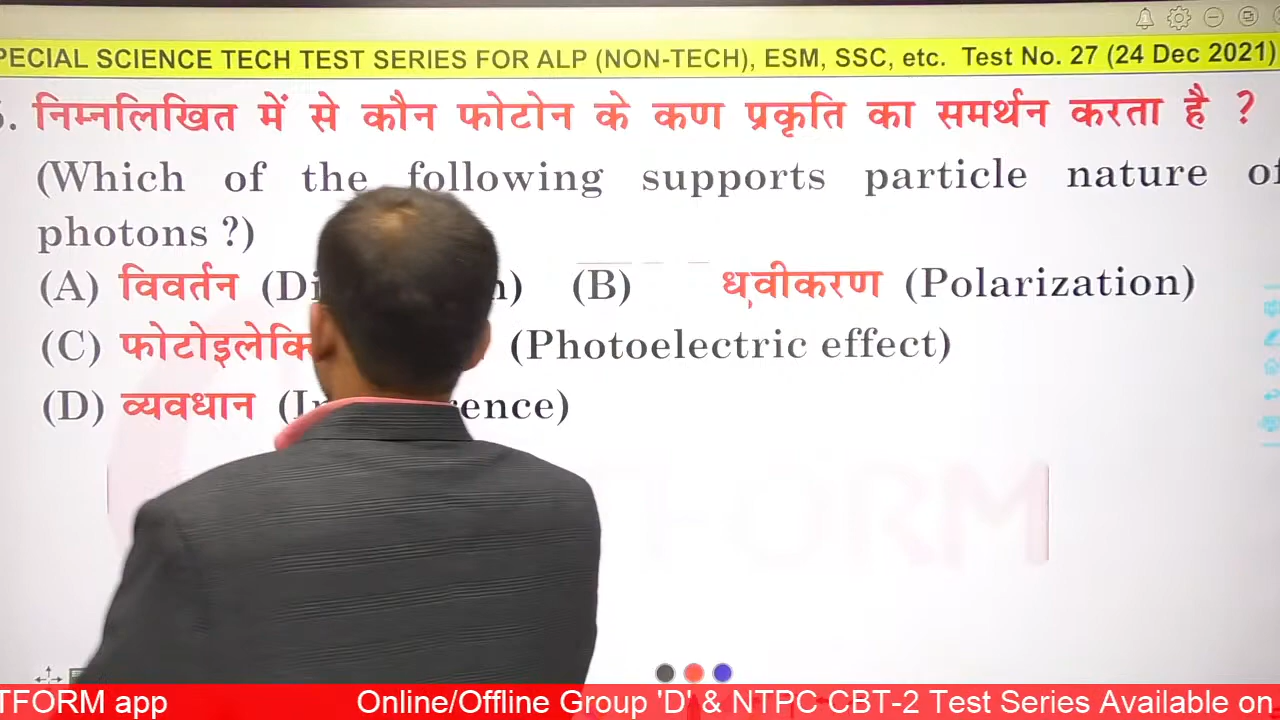 PECIAL SCIENCE TECH TEST SERIES FOR ALP (NON-TECH), ESM, SSC, etc. Test No. 27 (24 Dec 2021)
. निम्नलिखित में से कौन फोटोन के कण प्रकृति का समर्थन करता है ?
(Which of the following supports particle nature of
photons ?)
(A) विवर्तन (B) धु्वीकरण (Polarization)
(C) (Photoelectric effect)
(D) व्यवधान
TFORM app Online/Offline Group 'D' & NTPC CBT-2 Test Series Available on